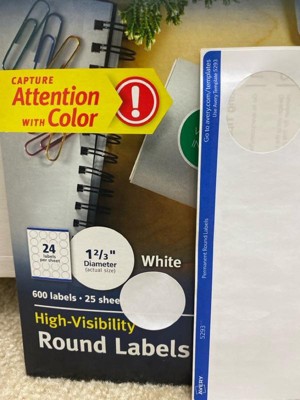 CAPTURE
Attention
WITH Color
!
24
labels
per sheet
1 2/3"
Diameter
(actual size)
White
600 labels • 25 shee
High-Visibility
Round Labels
Go to avery.com/templates
Use Avery Template 5293
Permanent Round Labels
5293
AVERY